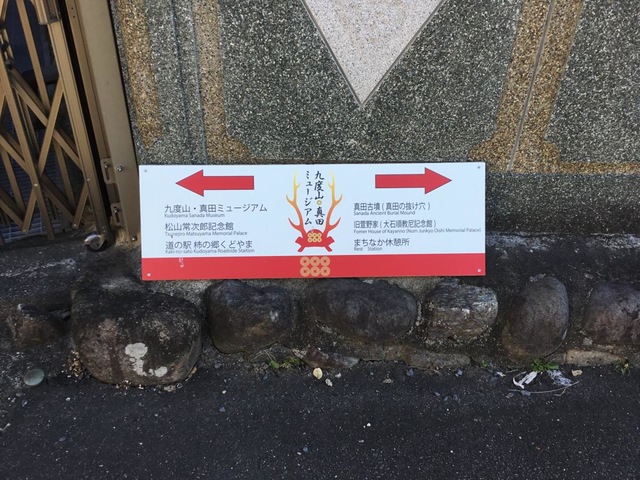 九度山・真田ミュージアム
Kudoyama Sanada Museum
松山常次郎記念館
Tsunejiro Matsuyama Memorial Palace
道の駅 柿の郷くどやま
Kaki-no-sato Kudoyama Roadside Station
九度山・真田
ミュージアム
真田古墳(真田の抜け穴)
Sanada Ancient Burial Mound
旧萱野家(大石順教尼記念館)
Fomer House of Kayanno (Nun Junkyo Oishi Memorial Palace)
まちなか休憩所
Rest Station